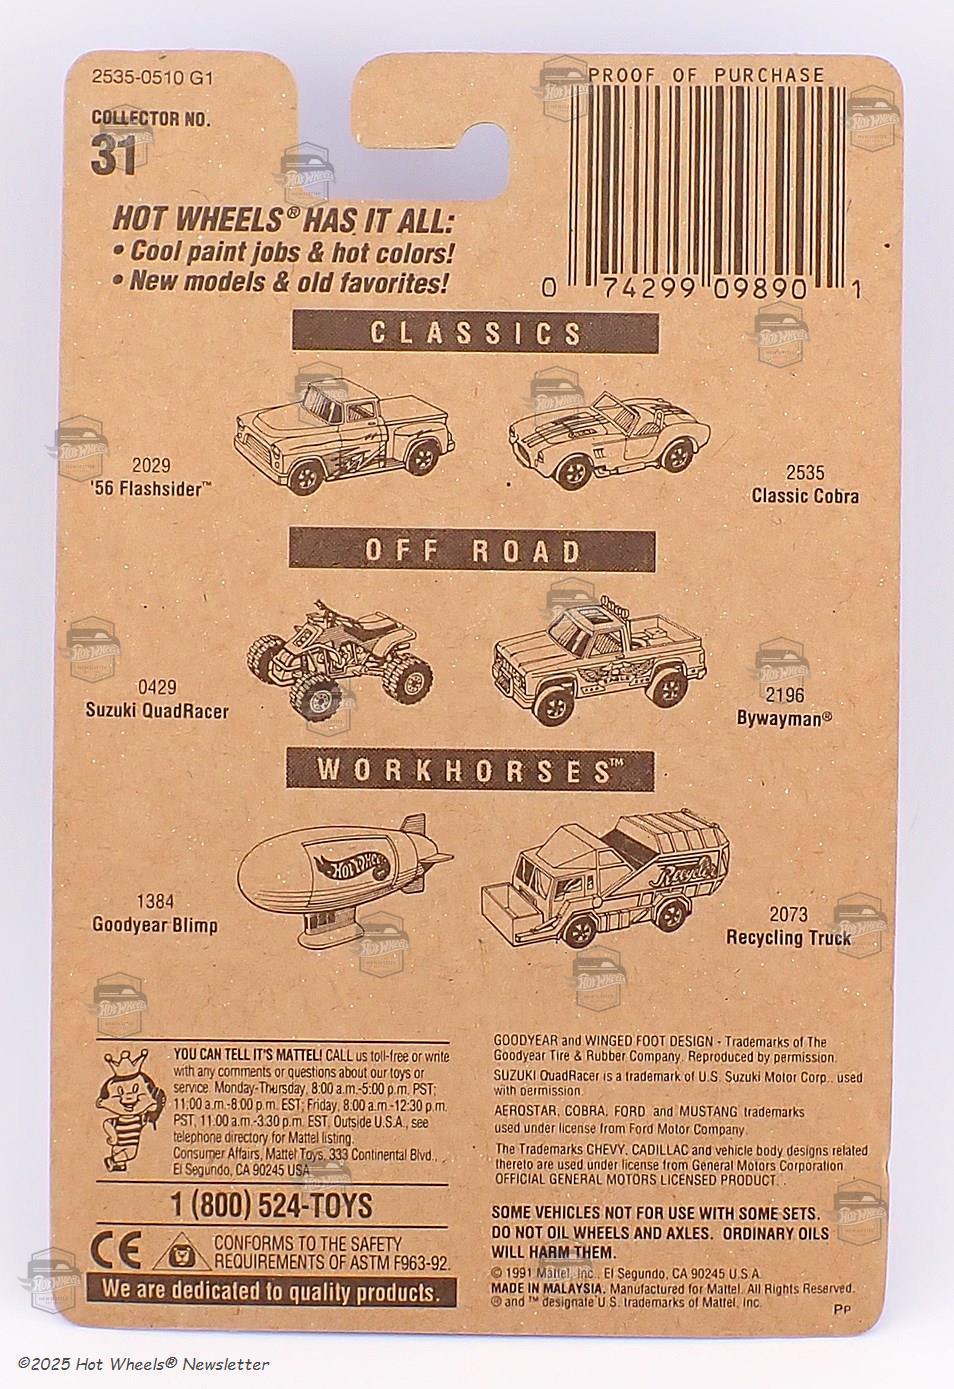 2535-0510 G1
PROOF OF PURCHASE
COLLECTOR NO.
31
HOT WHEELS® HAS IT ALL:
• Cool paint jobs & hot colors!
• New models & old favorites!
0 74299 09890 1
CLASSICS
2029
'56 Flashsider™
2535
Classic Cobra
OFF ROAD
0429
Suzuki QuadRacer
2196
Bywayman®
WORKHORSES™
HOT WHEELS
Recycler
1384
Goodyear Blimp
2073
Recycling Truck
YOU CAN TELL IT'S MATTEL! CALL us toll-free or write
with any comments or questions about our toys or
service. Monday-Thursday, 8:00 a.m.-5:00 p.m. PST;
11:00 a.m.-8:00 p.m. EST; Friday, 8:00 a.m.-12:30 p.m.
PST, 11:00 a.m.-3:30 p.m. EST. Outside U.S.A., see
telephone directory for Mattel listing.
Consumer Affairs, Mattel Toys, 333 Continental Blvd.,
El Segundo, CA 90245 USA
1 (800) 524-TOYS
CE CONFORMS TO THE SAFETY
REQUIREMENTS OF ASTM F963-92.
We are dedicated to quality products.
GOODYEAR and WINGED FOOT DESIGN - Trademarks of The
Goodyear Tire & Rubber Company. Reproduced by permission.
SUZUKI QuadRacer is a trademark of U.S. Suzuki Motor Corp., used
with permission.
AEROSTAR, COBRA, FORD and MUSTANG trademarks
used under license from Ford Motor Company.
The Trademarks CHEVY, CADILLAC and vehicle body designs related
thereto are used under license from General Motors Corporation.
OFFICIAL GENERAL MOTORS LICENSED PRODUCT.
SOME VEHICLES NOT FOR USE WITH SOME SETS.
DO NOT OIL WHEELS AND AXLES. ORDINARY OILS
WILL HARM THEM.
© 1991 Mattel, Inc., El Segundo, CA 90245 U.S.A.
MADE IN MALAYSIA. Manufactured for Mattel. All Rights Reserved.
® and ™ designate U.S. trademarks of Mattel, Inc.
PP
©2025 Hot Wheels® Newsletter